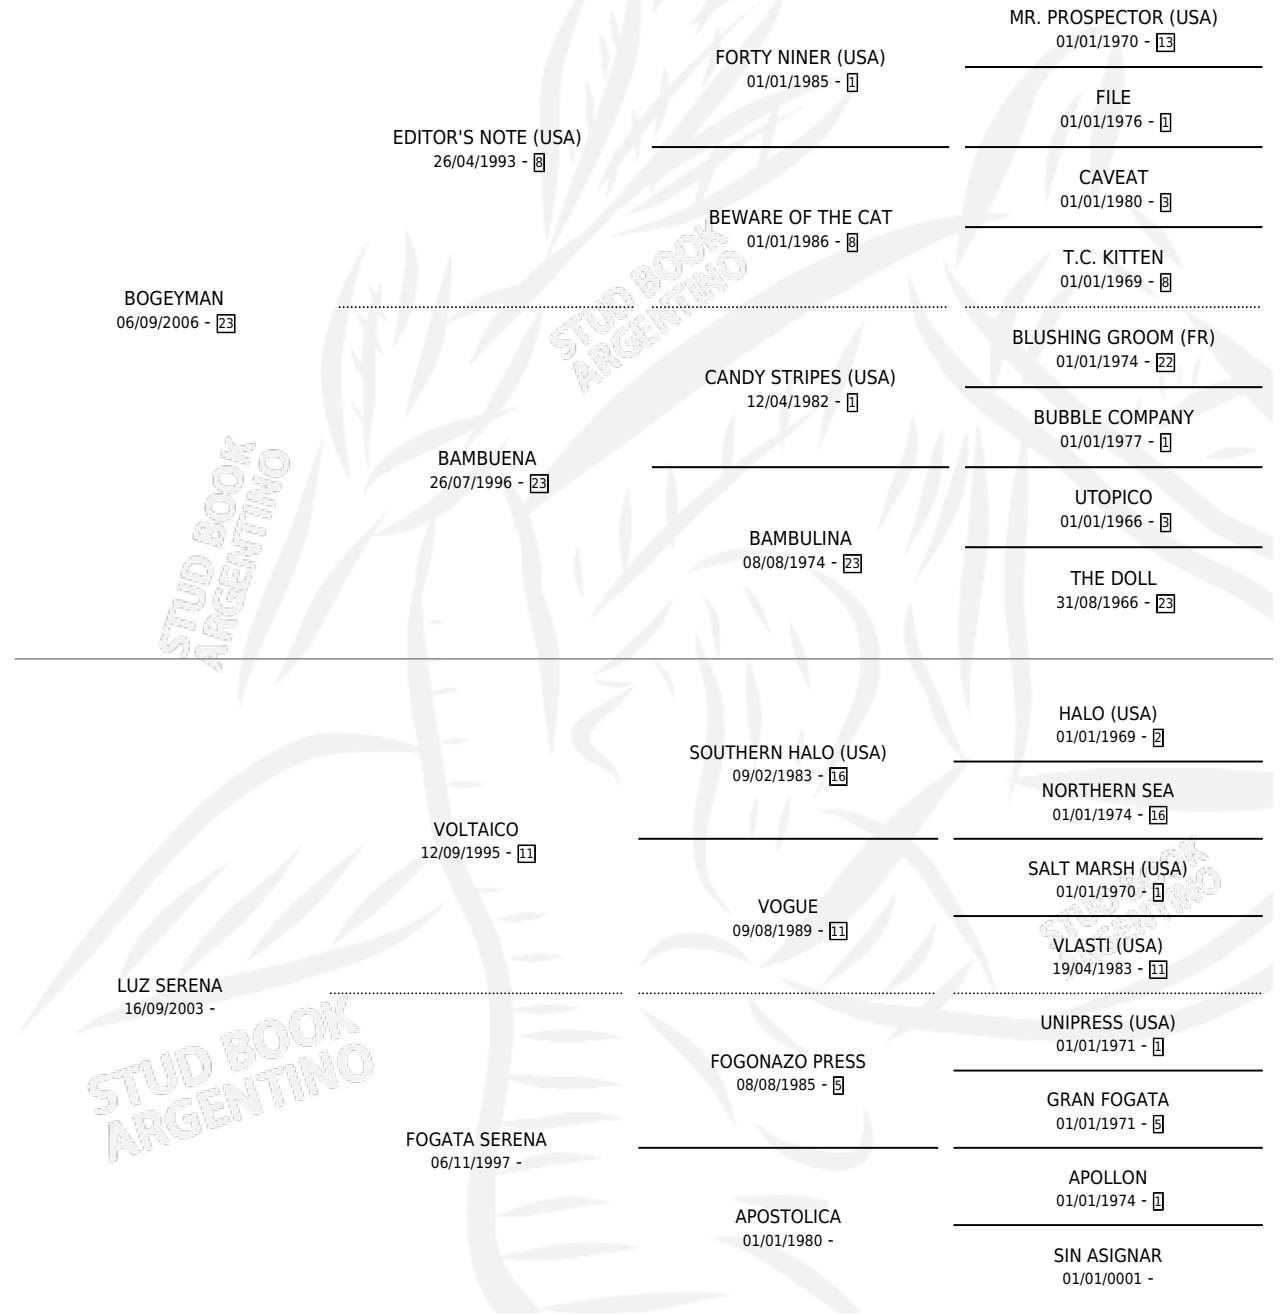 MR. PROSPECTOR (USA)
01/01/1970 - 13
FORTY NINER (USA)
01/01/1985 - 1
FILE
01/01/1976 - 1
EDITOR'S NOTE (USA)
26/04/1993 - 8
CAVEAT
01/01/1980 - 3
BEWARE OF THE CAT
01/01/1986 - 8
T.C. KITTEN
01/01/1969 - 8
BOGEYMAN
06/09/2006 - 23
BLUSHING GROOM (FR)
01/01/1974 - 22
CANDY STRIPES (USA)
12/04/1982 - 1
BUBBLE COMPANY
01/01/1977 - 1
BAMBUENA
26/07/1996 - 23
UTOPICO
01/01/1966 - 3
BAMBULINA
08/08/1974 - 23
THE DOLL
31/08/1966 - 23
HALO (USA)
01/01/1969 - 2
SOUTHERN HALO (USA)
09/02/1983 - 16
NORTHERN SEA
01/01/1974 - 16
VOLTAICO
12/09/1995 - 11
SALT MARSH (USA)
01/01/1970 - 1
VOGUE
09/08/1989 - 11
VLASTI (USA)
19/04/1983 - 11
LUZ SERENA
16/09/2003 -
UNIPRESS (USA)
01/01/1971 - 1
FOGONAZO PRESS
08/08/1985 - 5
GRAN FOGATA
01/01/1971 - 5
FOGATA SERENA
06/11/1997 -
APOLLON
01/01/1974 - 1
APOSTOLICA
01/01/1980 -
SIN ASIGNAR
01/01/0001 -
STUD BOOK
ARGENTINO
STUD BOOK
ARGENTINO
STUD BOOK
ARGENTINO
STUD BOOK
ARGENTINO